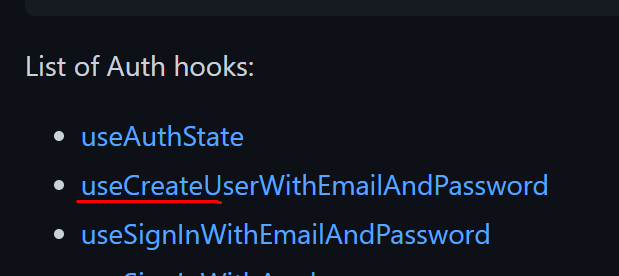 List of Auth hooks:
useAuthState
useCreateUserWithEmailAndPassword
useSignInWithEmailAndPassword